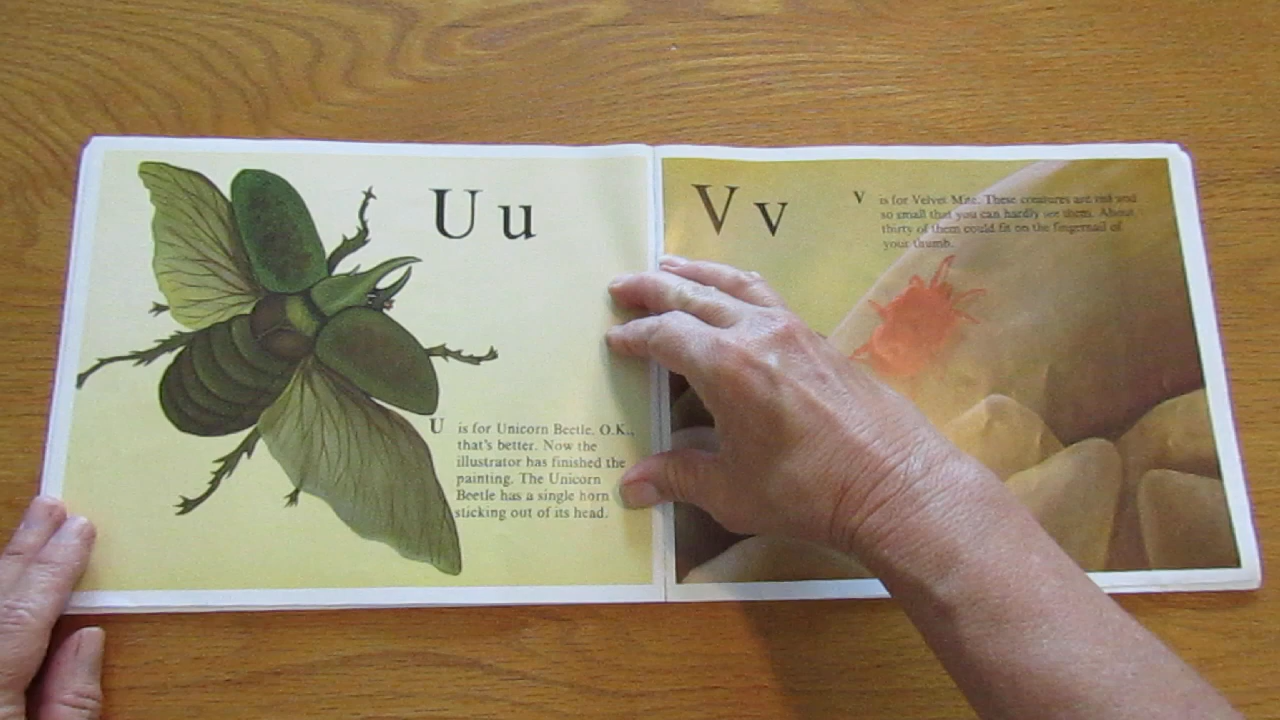 Uu
U is for Unicorn Beetle. O.K.,
that's better. Now the
illustrator has finished the
painting. The Unicorn
Beetle has a single horn
sticking out of its head.
Vv
V is for Velvet Mite. These creatures are red and
so small that you can hardly see them. About
thirty of them could fit on the fingernail of
your thumb.